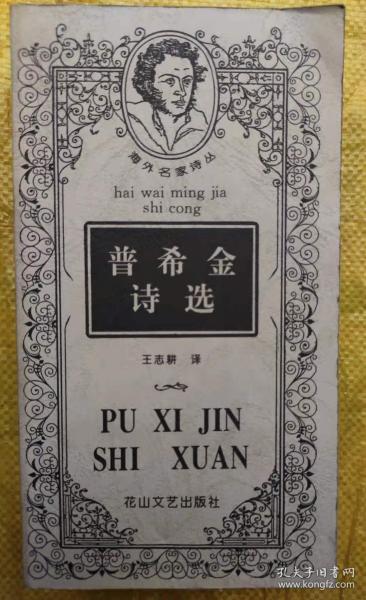 海外名家诗丛
hai wai ming jia
shi cong
普希金
诗选
王志耕 译
PU XI JIN
SHI XUAN
花山文艺出版社
孔夫子旧书网
www.kongfz.com